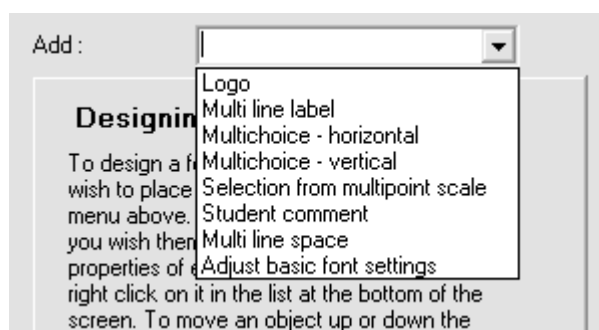 Add :
Logo
Multi line label
Multichoice - horizontal
Multichoice - vertical
Selection from multipoint scale
Student comment
Multi line space
Adjust basic font settings
Designin
To design a f
wish to place
menu above.
you wish then
properties of
right click on it in the list at the bottom of the
screen. To move an object up or down the